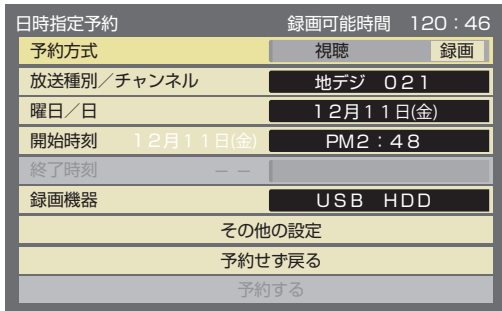 日時指定予約 録画可能時間 120:46
予約方式 視聴 録画
放送種別/チャンネル 地デジ 021
曜日/日 12月11日(金)
開始時刻 12月11日(金) PM2:48
終了時刻 －－
録画機器 USB HDD
その他の設定
予約せず戻る
予約する